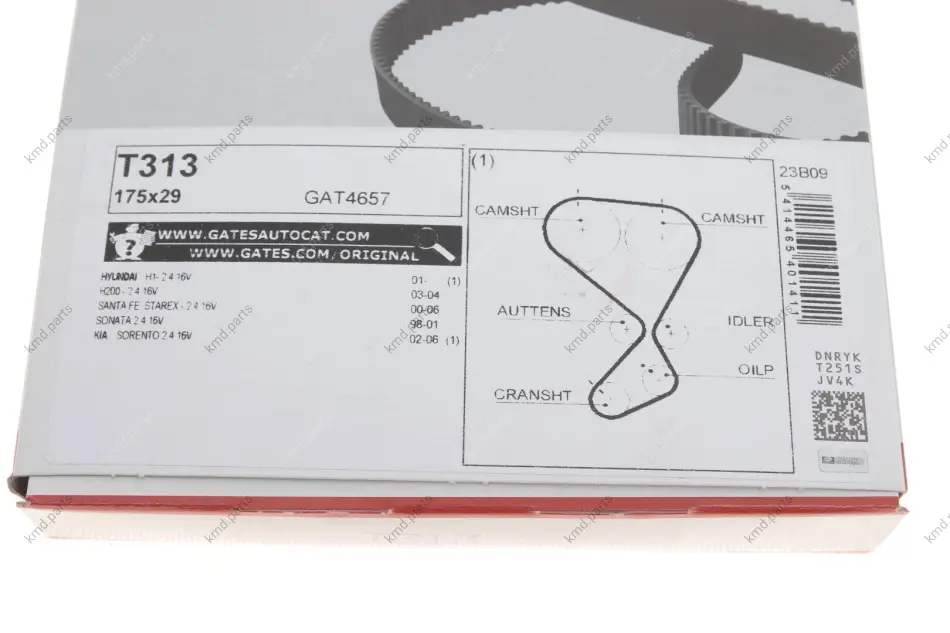 T313
175x29 GAT4657
WWW.GATESAUTOCAT.COM
WWW.GATES.COM/ORIGINAL
HYUNDAI H1- 2.4 16V 01- (1)
H200 - 2.4 16V 03-04
SANTA FE STAREX - 2.4 16V 00-06
SONATA 2.4 16V 98-01
KIA SORENTO 2.4 16V 02-06 (1)
(1)
CAMSHT
CAMSHT
AUTTENS
IDLER
OILP
CRANSHT
23B09
5 414465 401411
DNRYK
T251S
JV4K
kmd.parts